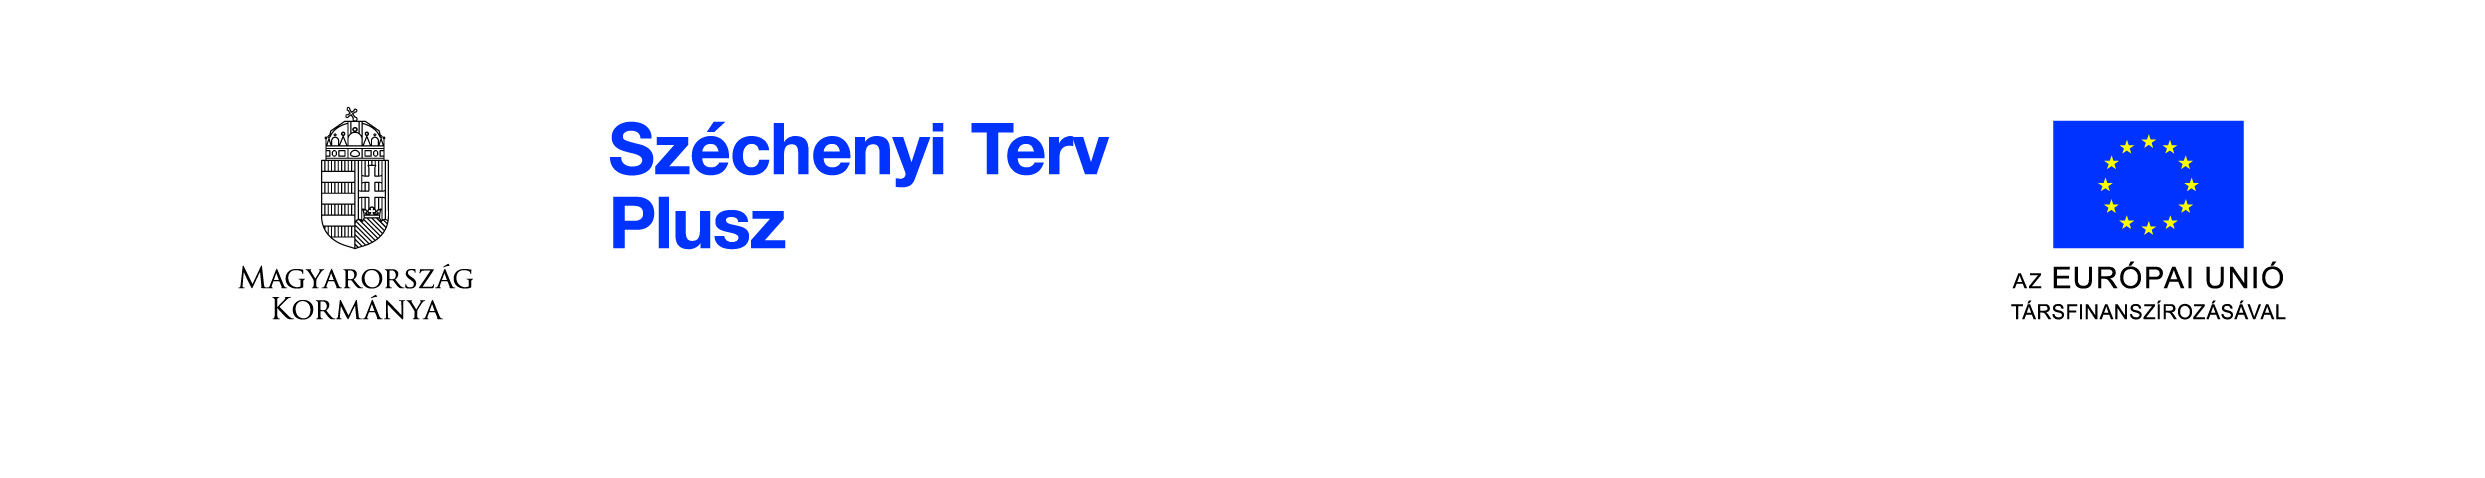 Széchenyi Terv
Plusz
MAGYARORSZÁG
KORMÁNYA
AZ EURÓPAI UNIÓ
TÁRSFINANSZÍROZÁSÁVAL